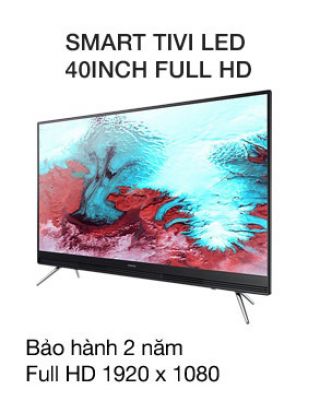 SMART TIVI LED
40INCH FULL HD
Bảo hành 2 năm
Full HD 1920 x 1080